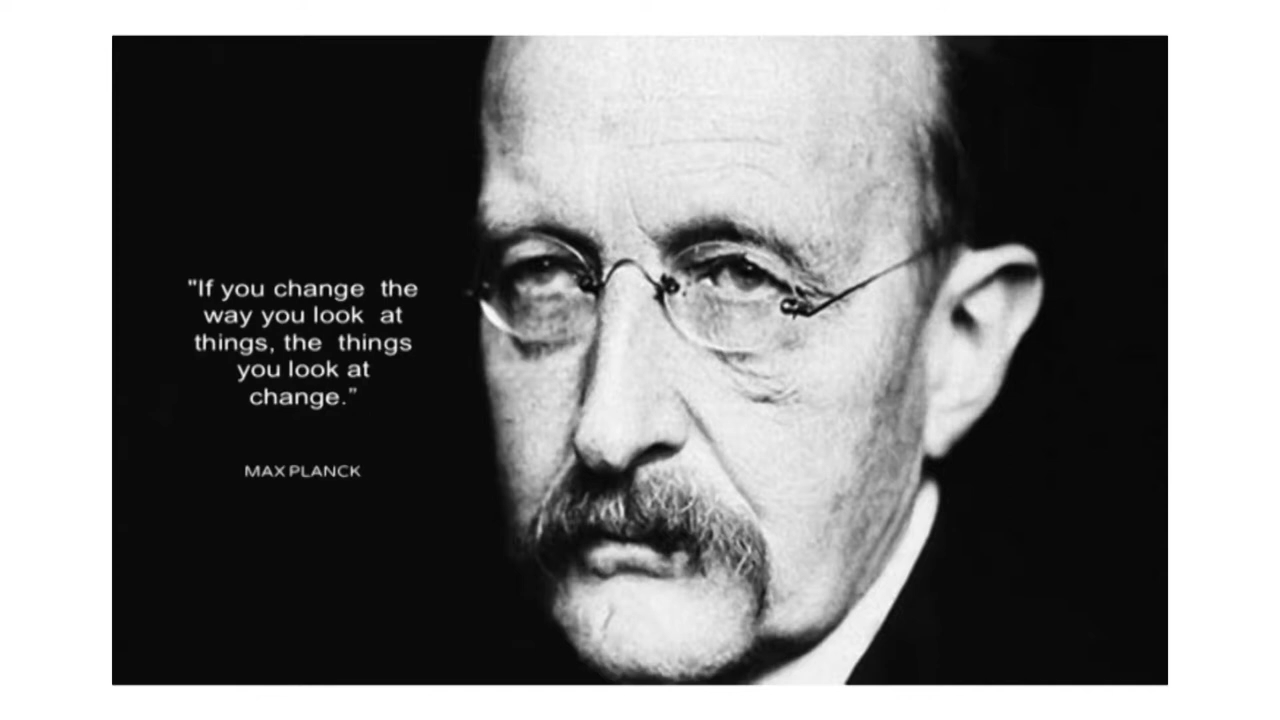 "If you change the
way you look at
things, the things
you look at
change.”
MAX PLANCK